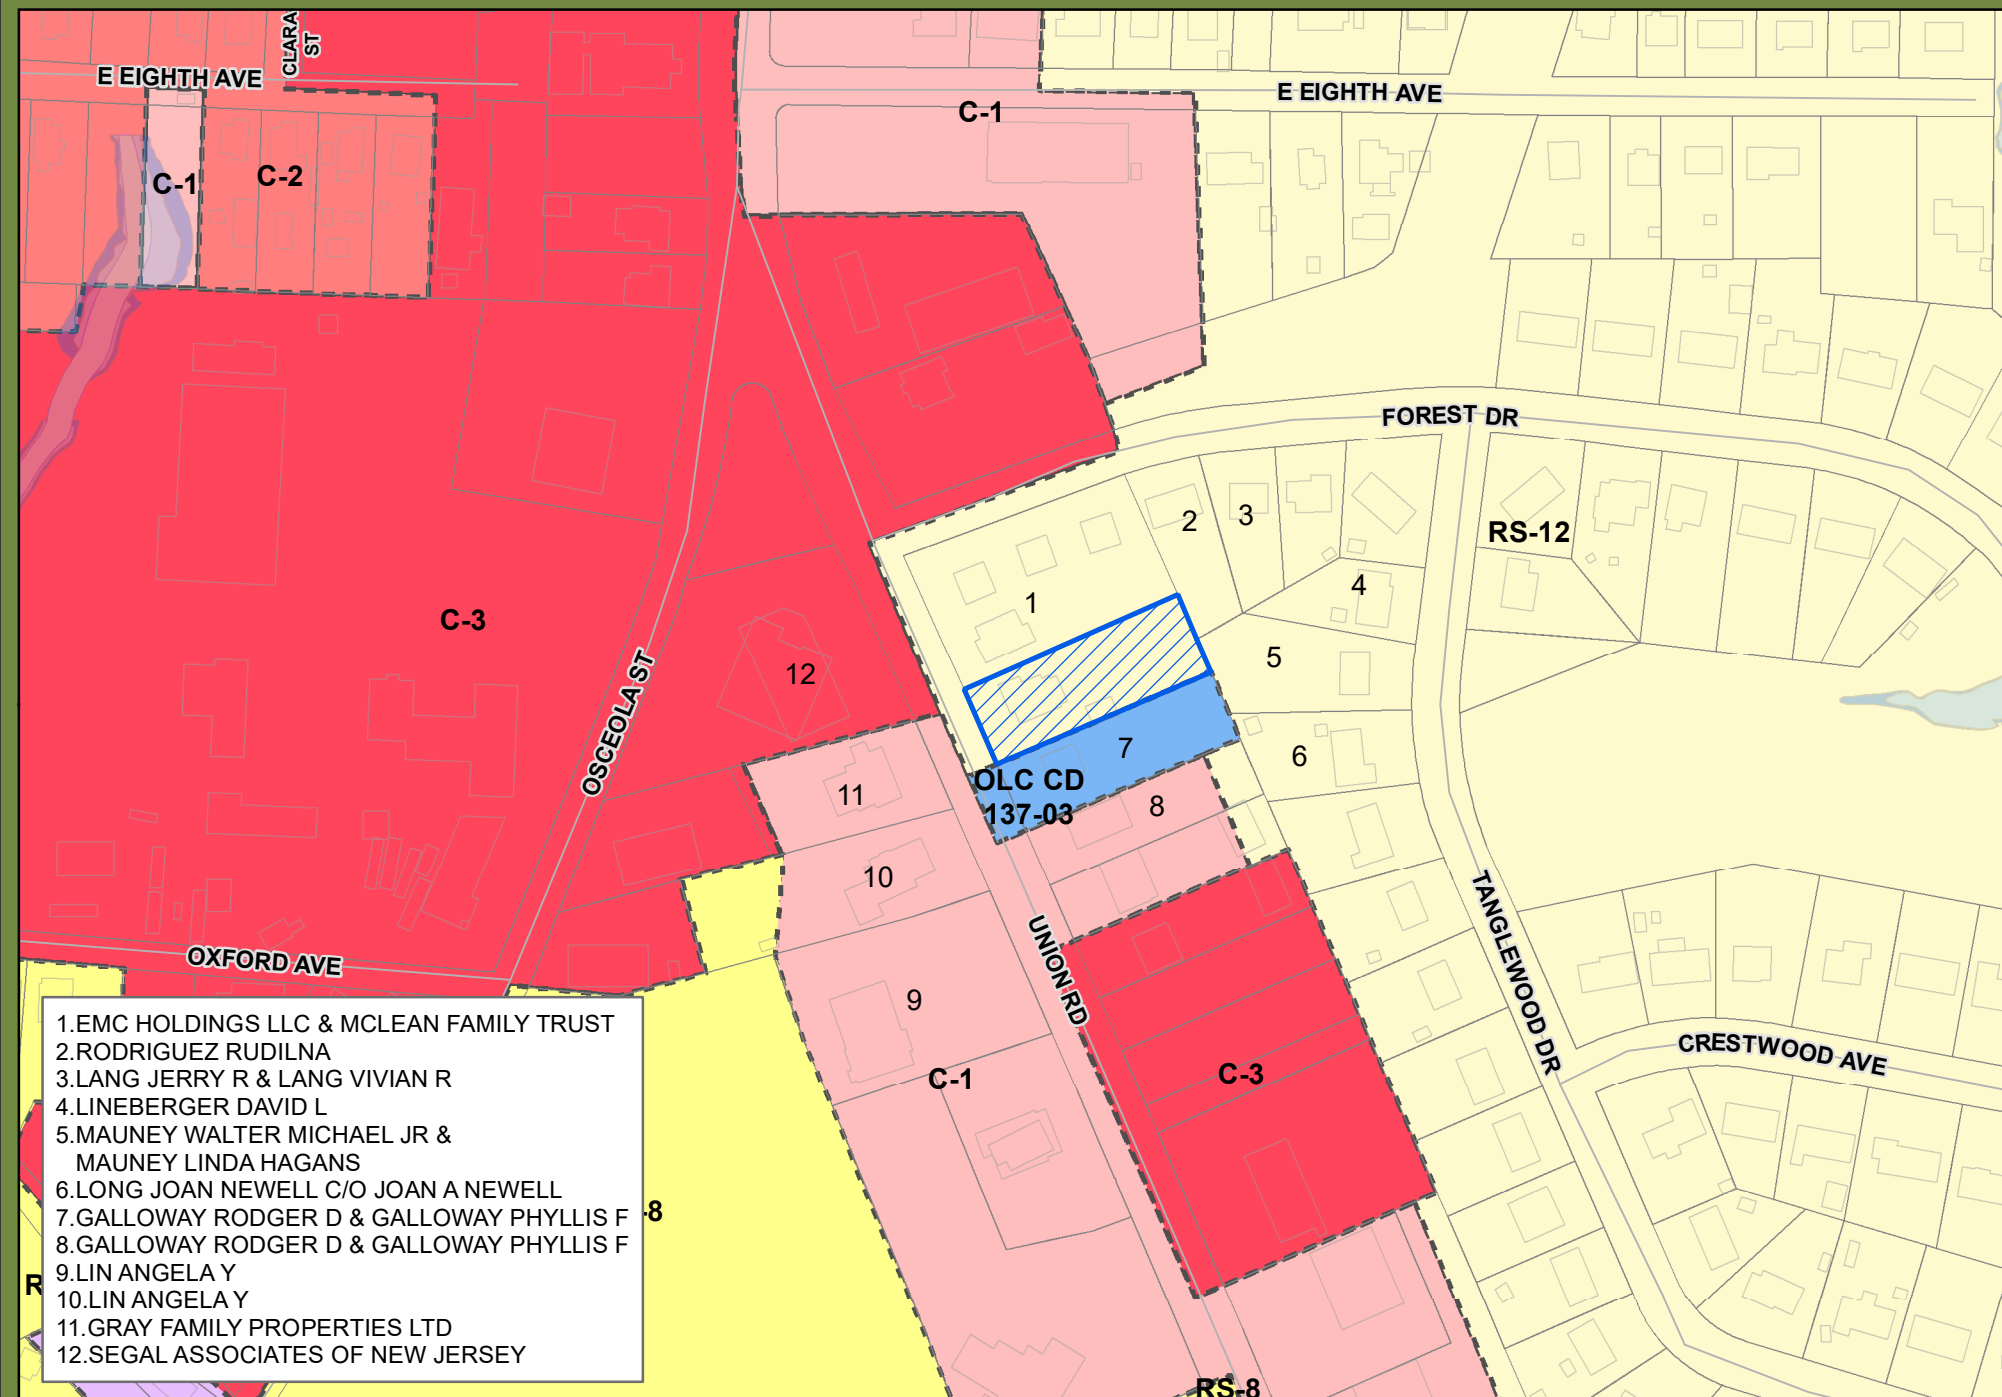 CLARA
ST
E EIGHTH AVE
E EIGHTH AVE
C-1
C-1
C-2
FOREST DR
2
3
RS-12
1
4
C-3
5
12
OSCEOLA ST
7
6
OLC CD
137-03
11
8
10
OXFORD AVE
UNION RD
TANGLEWOOD DR
9
CRESTWOOD AVE
C-1
C-3
1.EMC HOLDINGS LLC & MCLEAN FAMILY TRUST
2.RODRIGUEZ RUDILNA
3.LANG JERRY R & LANG VIVIAN R
4.LINEBERGER DAVID L
5.MAUNEY WALTER MICHAEL JR &
MAUNEY LINDA HAGANS
6.LONG JOAN NEWELL C/O JOAN A NEWELL
7.GALLOWAY RODGER D & GALLOWAY PHYLLIS F
8.GALLOWAY RODGER D & GALLOWAY PHYLLIS F
9.LIN ANGELA Y
10.LIN ANGELA Y
11.GRAY FAMILY PROPERTIES LTD
12.SEGAL ASSOCIATES OF NEW JERSEY
-8
R
RS-8